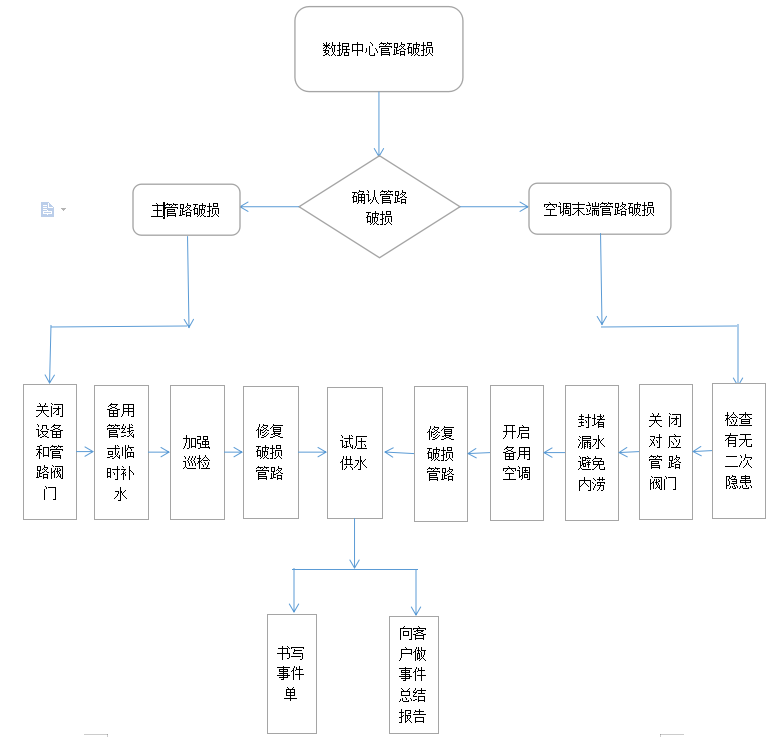 数据中心管路破损
确认管路
破损
主管路破损
空调末端管路破损
关闭
设备
和管
路阀
门
备用
管线
或临
时补
水
加强
巡检
修复
破损
管路
试压
供水
修复
破损
管路
开启
备用
空调
封堵
漏水
避免
内涝
关 闭
对 应
管 路
阀门
检查
有无
二次
隐患
书写
事件
单
向客
户做
事件
总结
报告